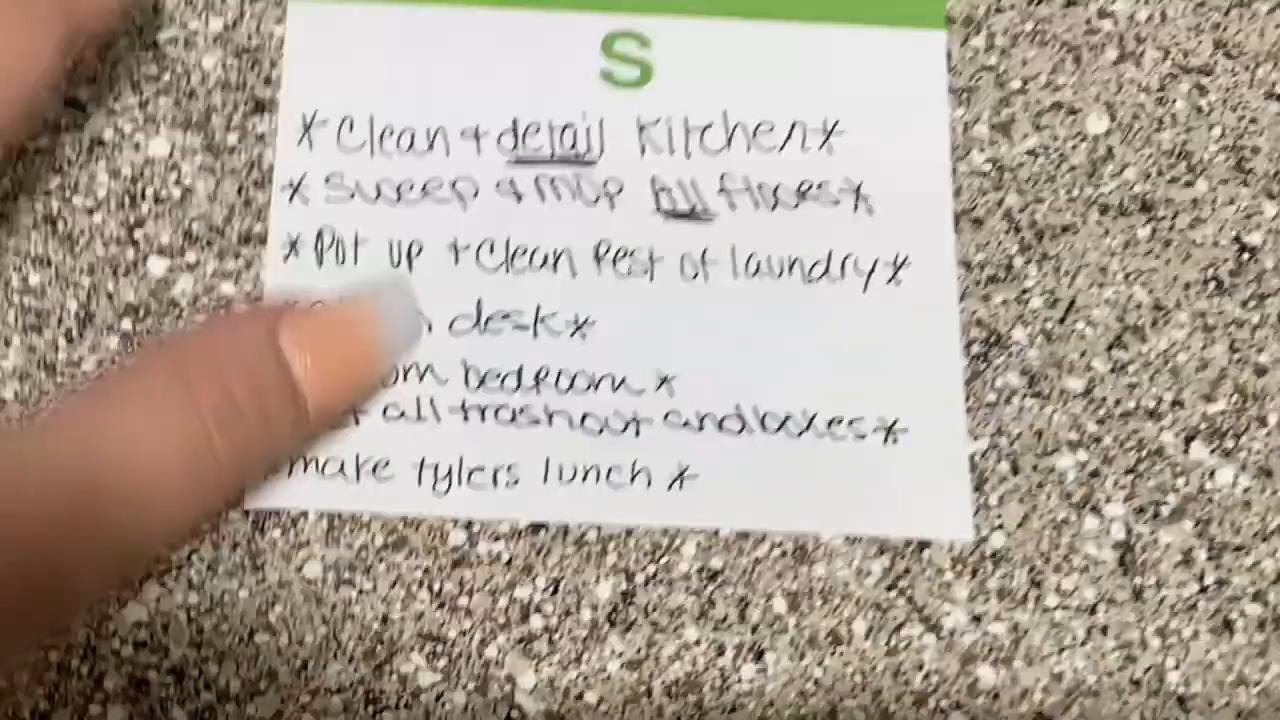 S
*Clean + detail Kitchen*
*Sweep + mop all floors*
*Put up + Clean Rest of laundry*
desk*
bedroom*
all trash out and boxes*
make tylers lunch*